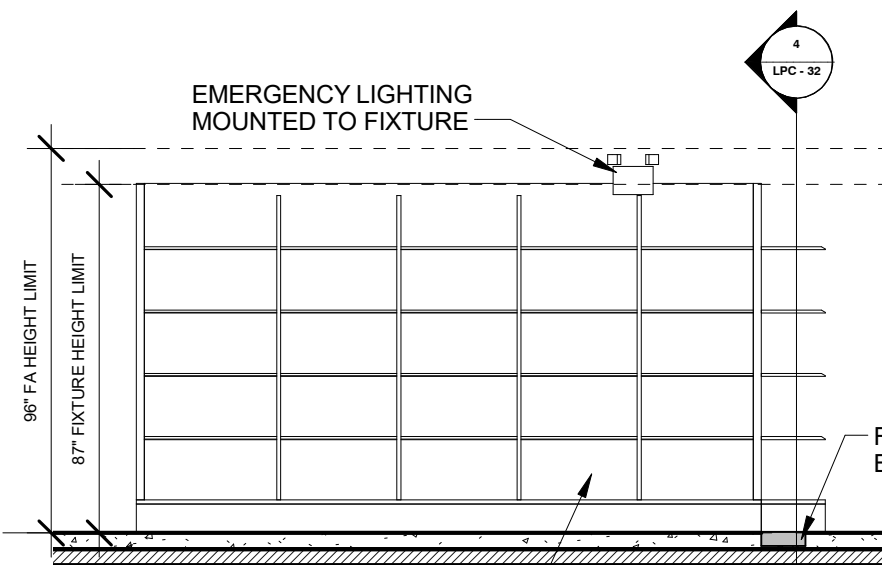 4
LPC - 32
EMERGENCY LIGHTING
MOUNTED TO FIXTURE
96" FA HEIGHT LIMIT
87" FIXTURE HEIGHT LIMIT